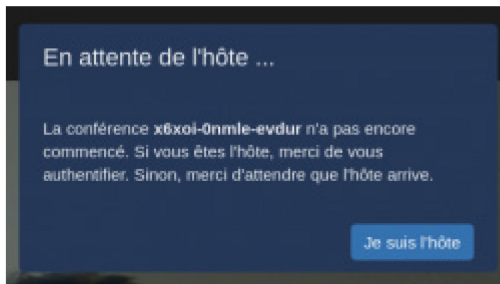 En attente de l'hôte ...
La conférence x6xoi-0nmle-evdur n'a pas encore
commencé. Si vous êtes l'hôte, merci de vous
authentifier. Sinon, merci d'attendre que l'hôte arrive.
Je suis l'hôte